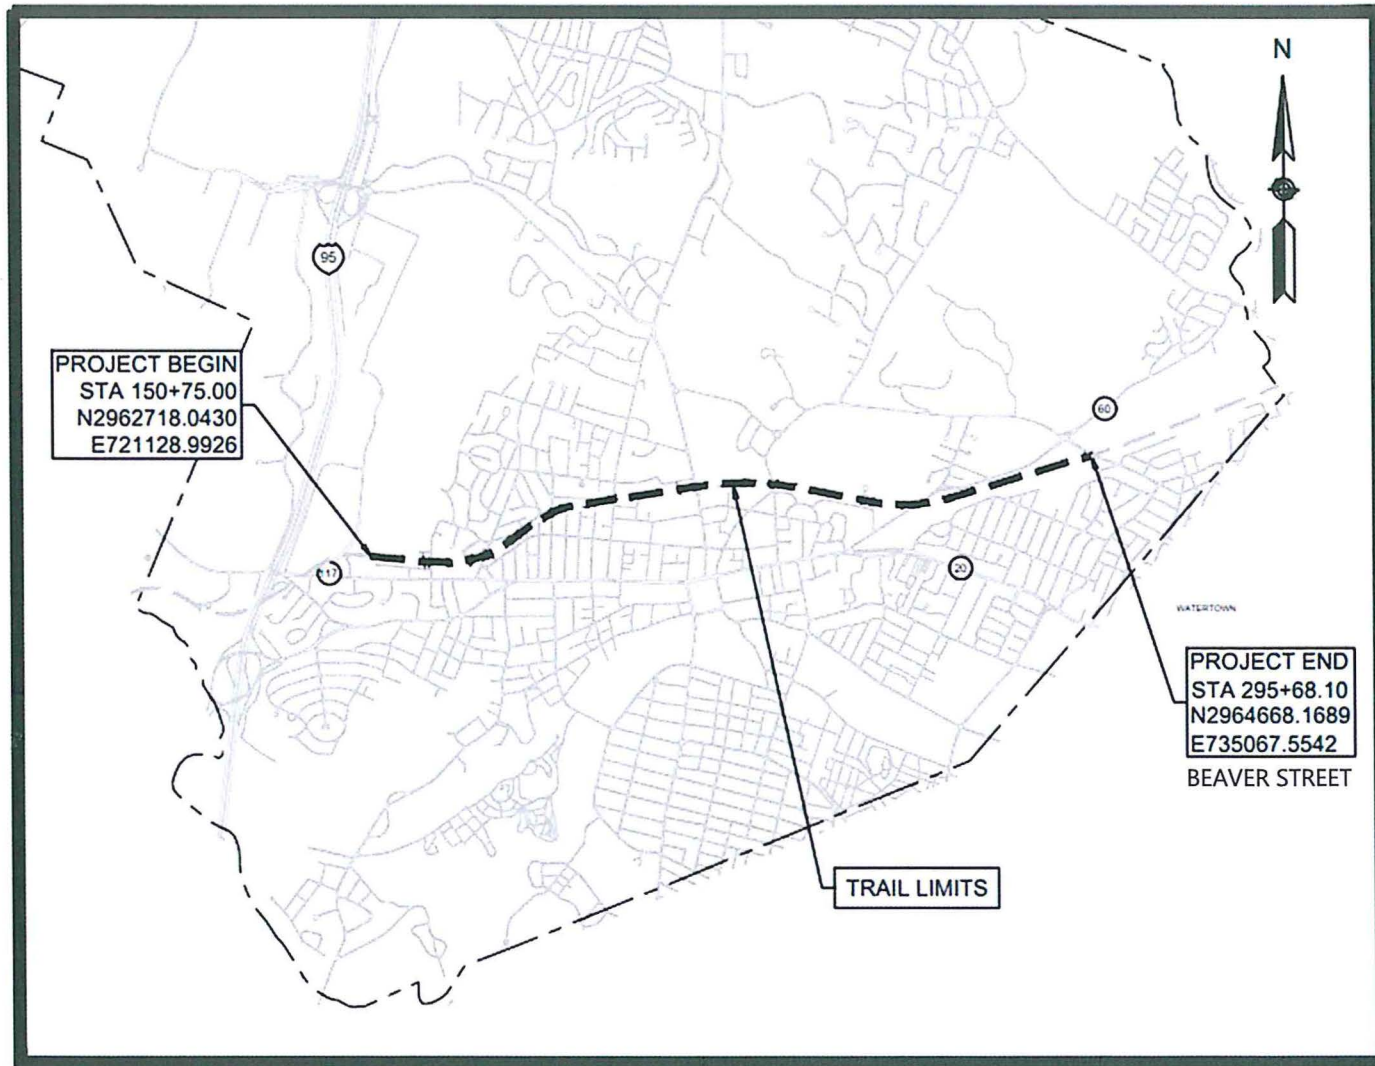 N
95
PROJECT BEGIN
STA 150+75.00
N2962718.0430
E721128.9926
60
117
20
WATERTOWN
PROJECT END
STA 295+68.10
N2964668.1689
E735067.5542
BEAVER STREET
TRAIL LIMITS